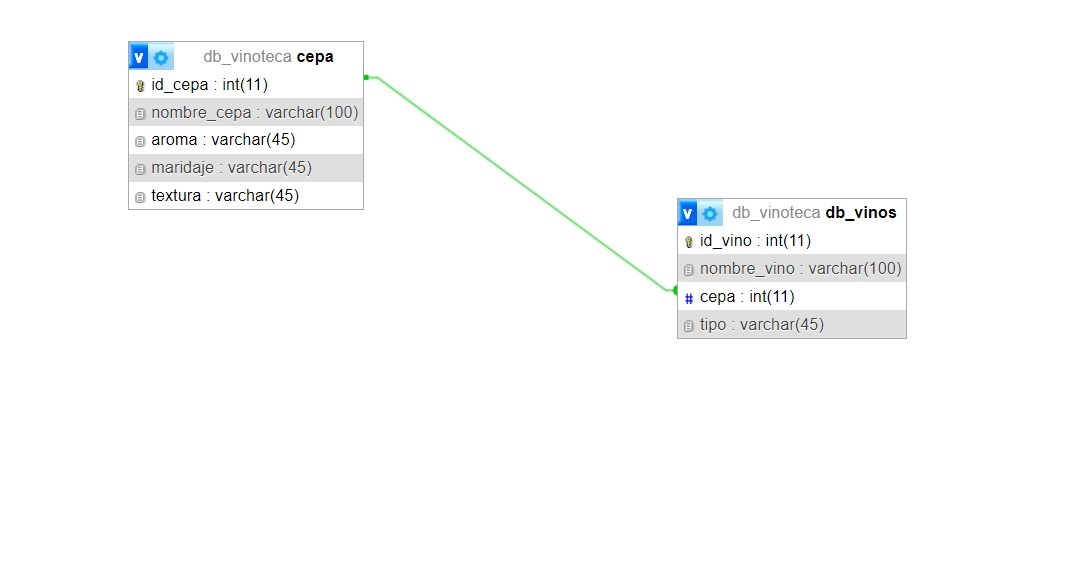 v db_vinoteca cepa
id_cepa : int(11)
nombre_cepa : varchar(100)
aroma : varchar(45)
maridaje : varchar(45)
textura : varchar(45)
v db_vinoteca db_vinos
id_vino : int(11)
nombre_vino : varchar(100)
# cepa : int(11)
tipo : varchar(45)